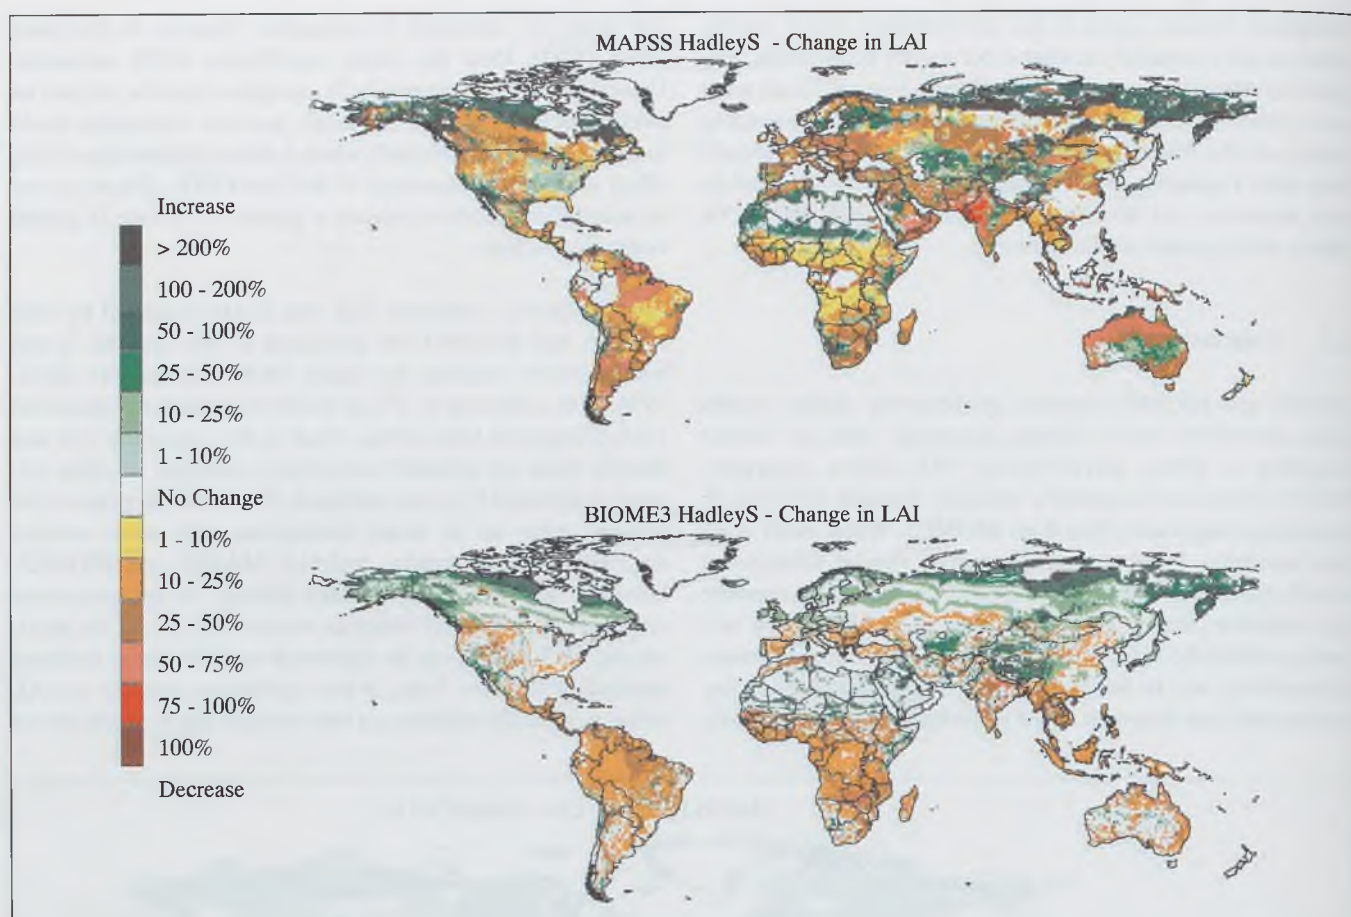 MAPSS HadleyS - Change in LAI
Increase
> 200%
100 - 200%
50 - 100%
25 - 50%
10 - 25%
1 - 10%
No Change
1 - 10%
10 - 25%
25 - 50%
50 - 75%
75 - 100%
100%
Decrease
BIOME3 HadleyS - Change in LAI